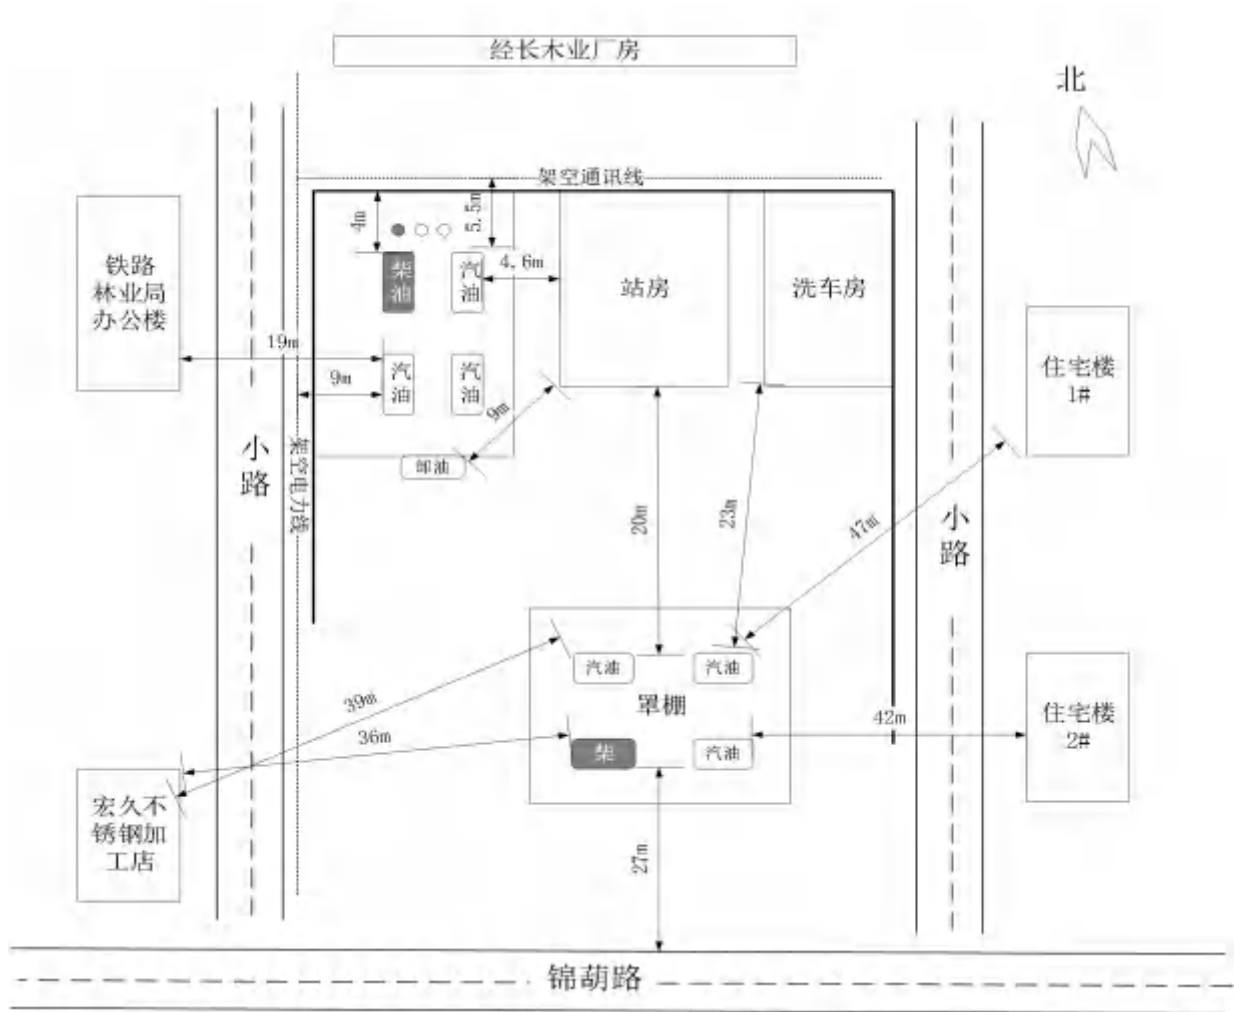 经长木业厂房
北
架空通讯线
4m
5.5m
铁路
林业局
办公楼
柴油
汽油
4.6m
站房
洗车房
19m
9m
汽油
汽油
9m
住宅楼
1#
小路
架空电力线
卸油
20m
23m
47m
小路
汽油
汽油
罩棚
39m
36m
柴
汽油
42m
住宅楼
2#
宏久不
锈钢加
工店
27m
锦葫路